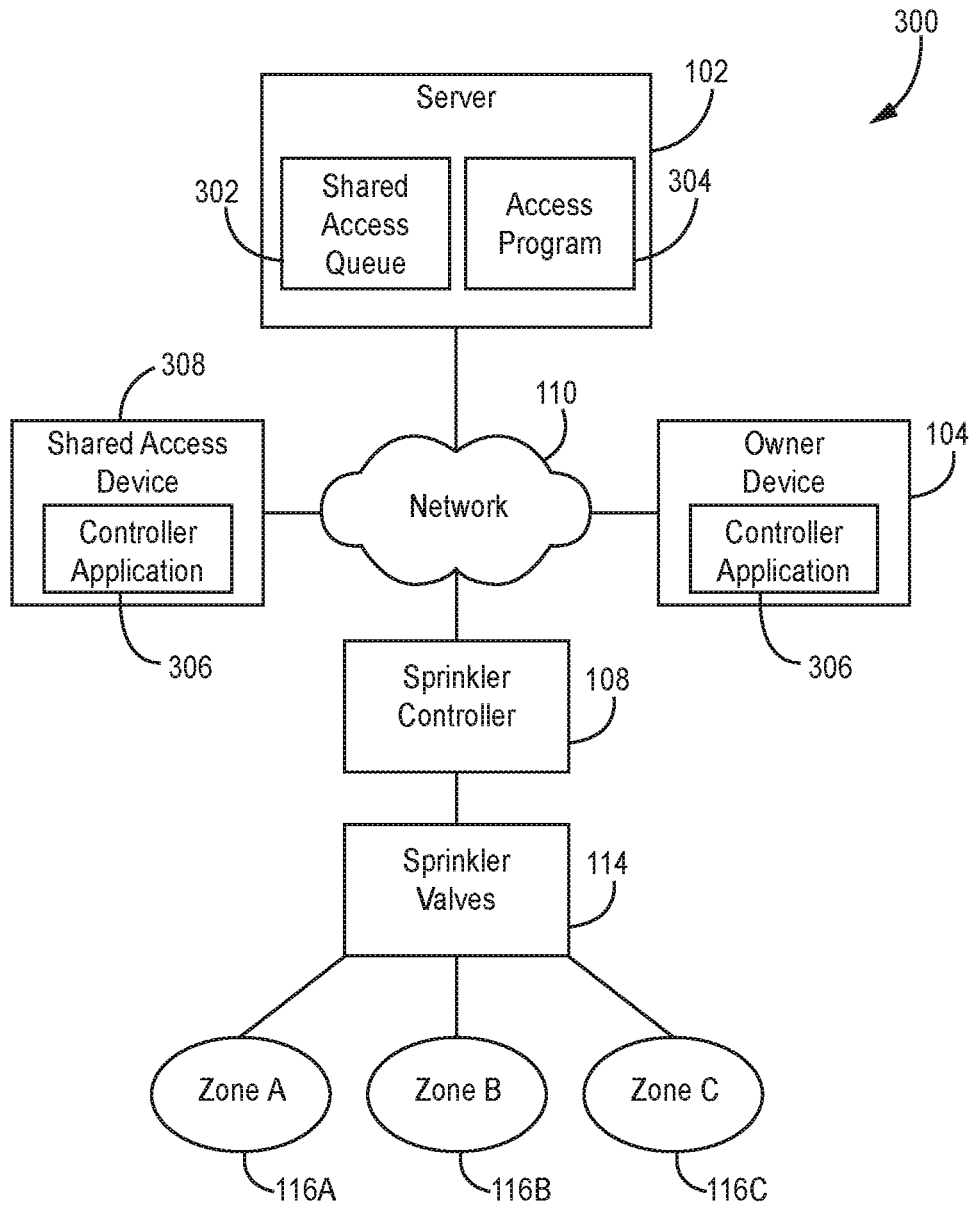 300
Server
102
302
Shared
Access
Queue
Access
Program
304
308
Shared Access
Device
Controller
Application
306
110
Network
Owner
Device
104
Controller
Application
306
Sprinkler
Controller
108
Sprinkler
Valves
114
Zone A
Zone B
Zone C
116A
116B
116C